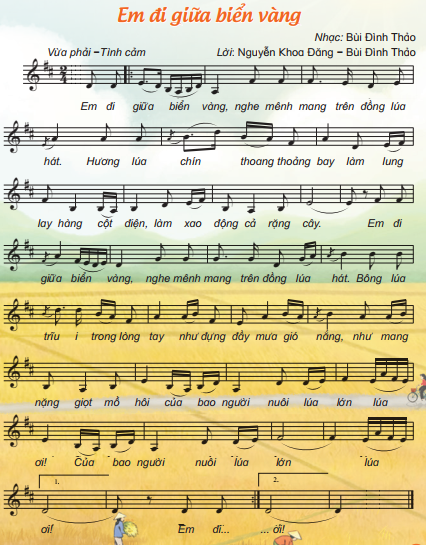 Em đi giữa biển vàng
Nhạc: Bùi Đình Thảo
Vừa phải – Tình cảm
Lời: Nguyễn Khoa Đăng – Bùi Đình Thảo
Em đi giữa biển vàng, nghe mênh mang trên đồng lúa
hát. Hương lúa chín thoang thoảng bay làm lung
lay hàng cột điện, làm xao động cả rặng cây. Em đi
giữa biển vàng, nghe mênh mang trên đồng lúa hát. Bông lúa
trĩu i trong lòng tay như đựng đầy mưa gió nắng, như mang
nặng giọt mồ hôi của bao người nuôi lúa lớn lúa
ơi! Của bao người nuôi lúa lớn lúa
1. 2.
ơi! Em đi... ... ơi!